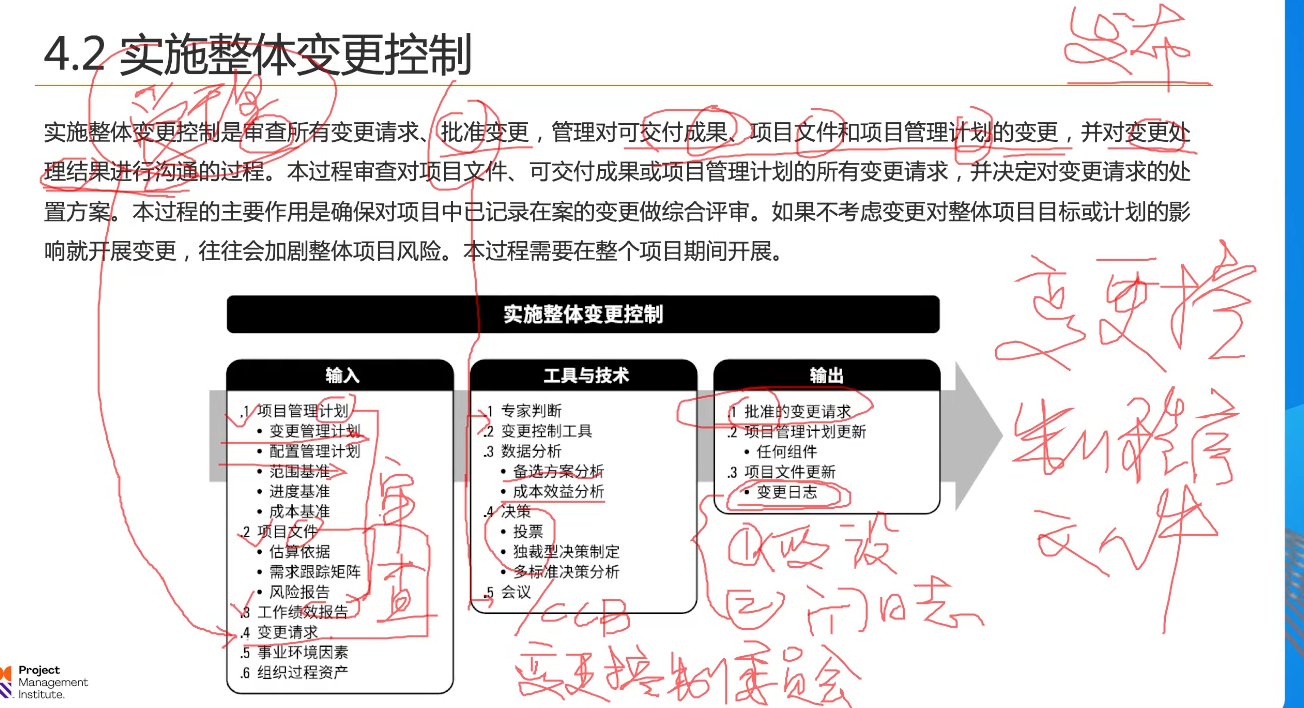 4.2 实施整体变更控制
实施整体变更控制是审查所有变更请求、批准变更，管理对可交付成果、项目文件和项目管理计划的变更，并对变更处
理结果进行沟通的过程。本过程审查对项目文件、可交付成果或项目管理计划的所有变更请求，并决定对变更请求的处
置方案。本过程的主要作用是确保对项目中已记录在案的变更做综合评审。如果不考虑变更对整体项目目标或计划的影
响就开展变更，往往会加剧整体项目风险。本过程需要在整个项目期间开展。
实施整体变更控制
输入
.1 项目管理计划
• 变更管理计划
• 配置管理计划
• 范围基准
• 进度基准
• 成本基准
.2 项目文件
• 估算依据
• 需求跟踪矩阵
• 风险报告
.3 工作绩效报告
.4 变更请求
.5 事业环境因素
.6 组织过程资产
审查
工具与技术
.1 专家判断
.2 变更控制工具
.3 数据分析
• 备选方案分析
• 成本效益分析
.4 决策
• 投票
• 独裁型决策制定
• 多标准决策分析
.5 会议
CCB
变更控制委员会
输出
.1 批准的变更请求
.2 项目管理计划更新
• 任何组件
.3 项目文件更新
• 变更日志
①假设
② 问日志
变更控
制程序
文件
Project
Management
Institute.